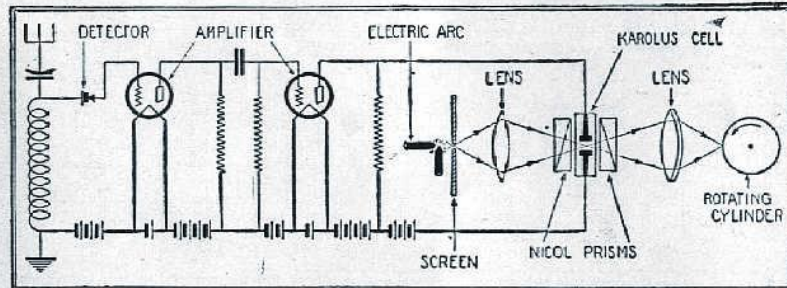 DETECTOR
AMPLIFIER
ELECTRIC ARC
KAROLUS CELL
LENS
LENS
ROTATING
CYLINDER
SCREEN
NICOL PRISMS